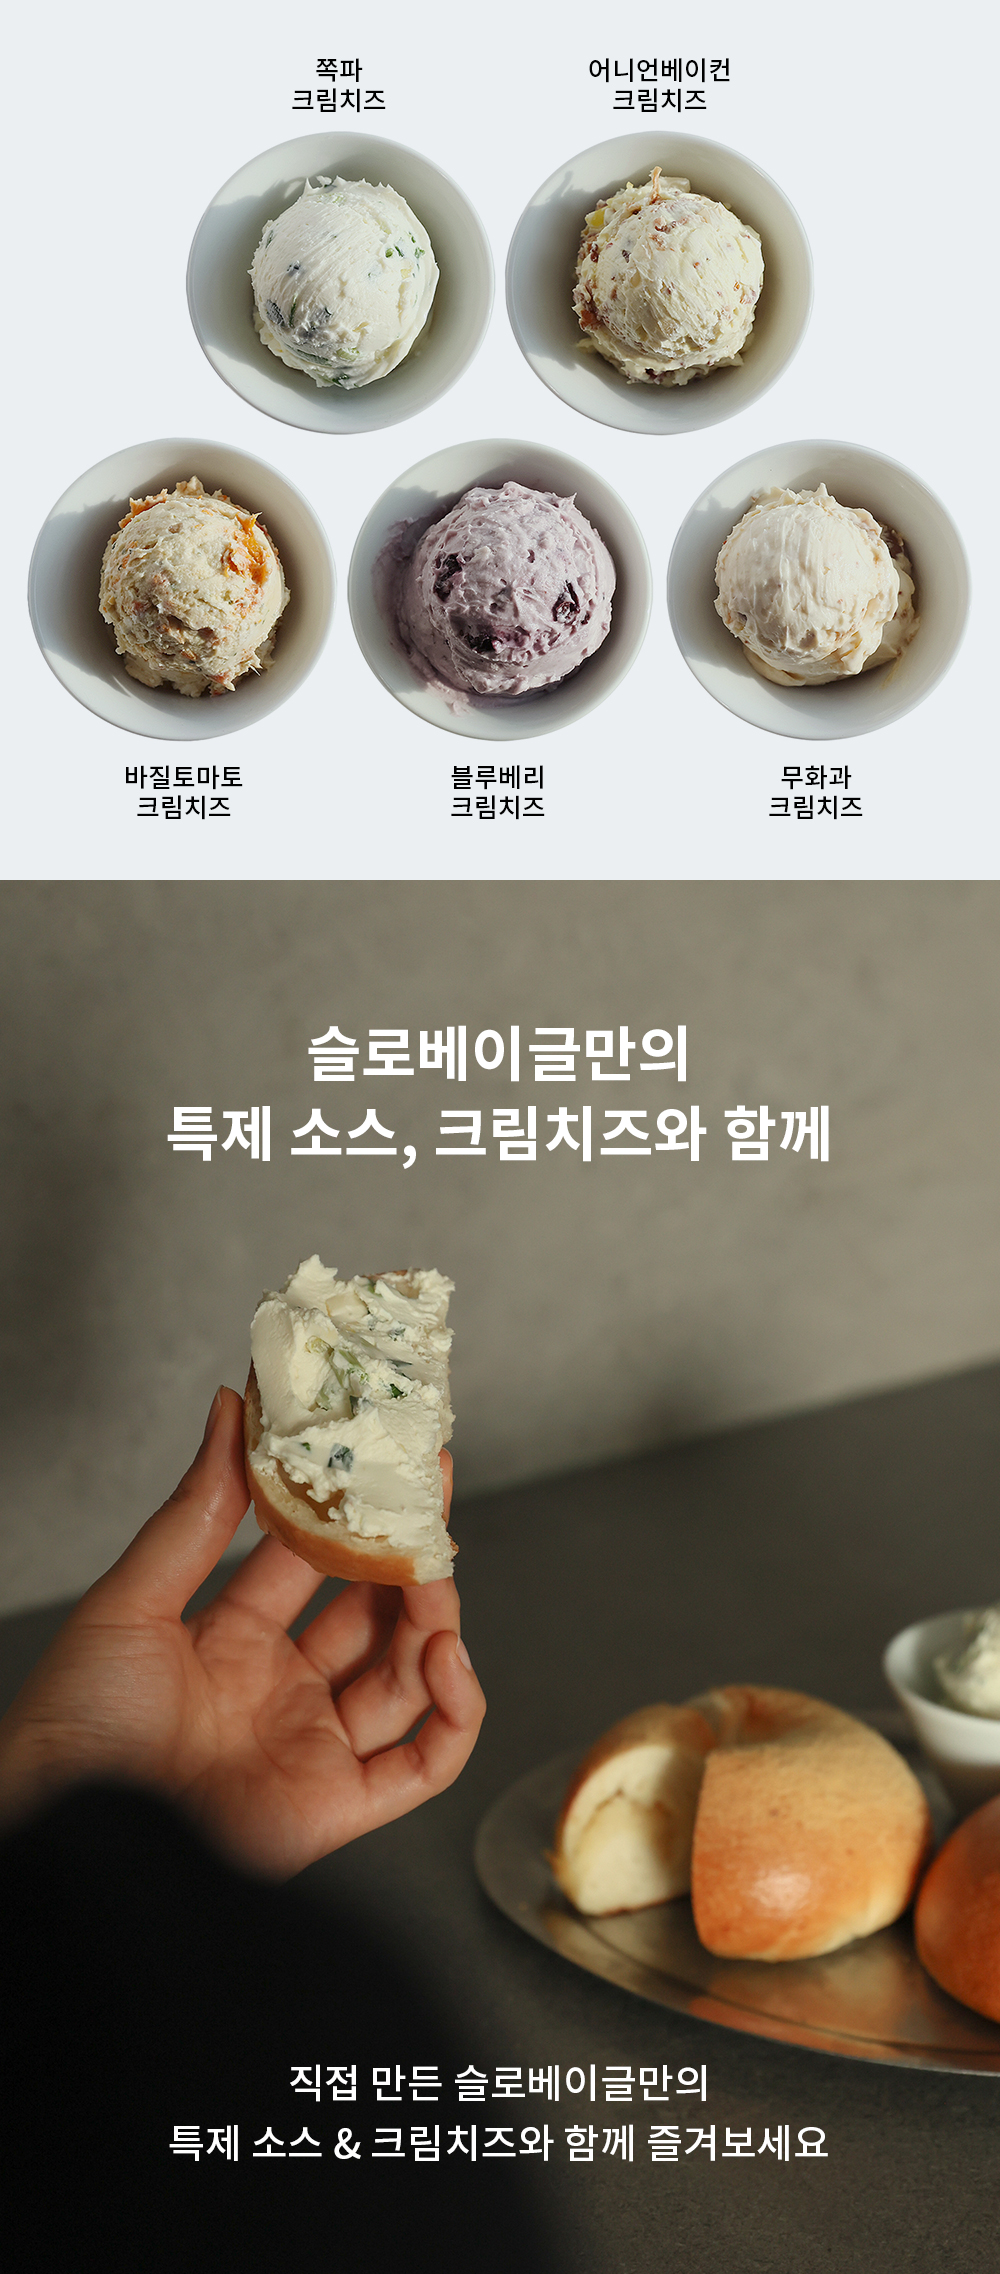 쪽파
크림치즈
어니언베이컨
크림치즈
바질토마토
크림치즈
블루베리
크림치즈
무화과
크림치즈
슬로베이글만의
특제 소스, 크림치즈와 함께
직접 만든 슬로베이글만의
특제 소스 & 크림치즈와 함께 즐겨보세요